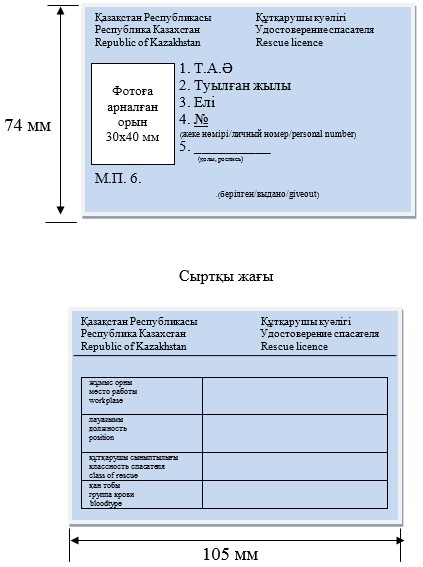 Қазақстан Республикасы Құтқарушы куәлігі
Республика Казахстан Удостоверение спасателя
Republic of Kazakhstan Rescue licence
74 мм
Фотоға
арналған
орын
30х40 мм
1. Т.А.Ә
2. Туылған жылы
3. Елі
4. №
(жеке нөмірі/личный номер/personal number)
5. ___________
(қолы, роспись)
М.П. 6.
.(берілген/выдано/giveout)
Сыртқы жағы
Қазақстан Республикасы Құтқарушы куәлігі
Республика Казахстан Удостоверение спасателя
Republic of Kazakhstan Rescue licence
жұмыс орны
место работы
workplase
лауазымы
должность
position
құтқарушы сыныптылығы
классность спасателя
class of rescue
қан тобы
группа крови
bloodtype
105 мм